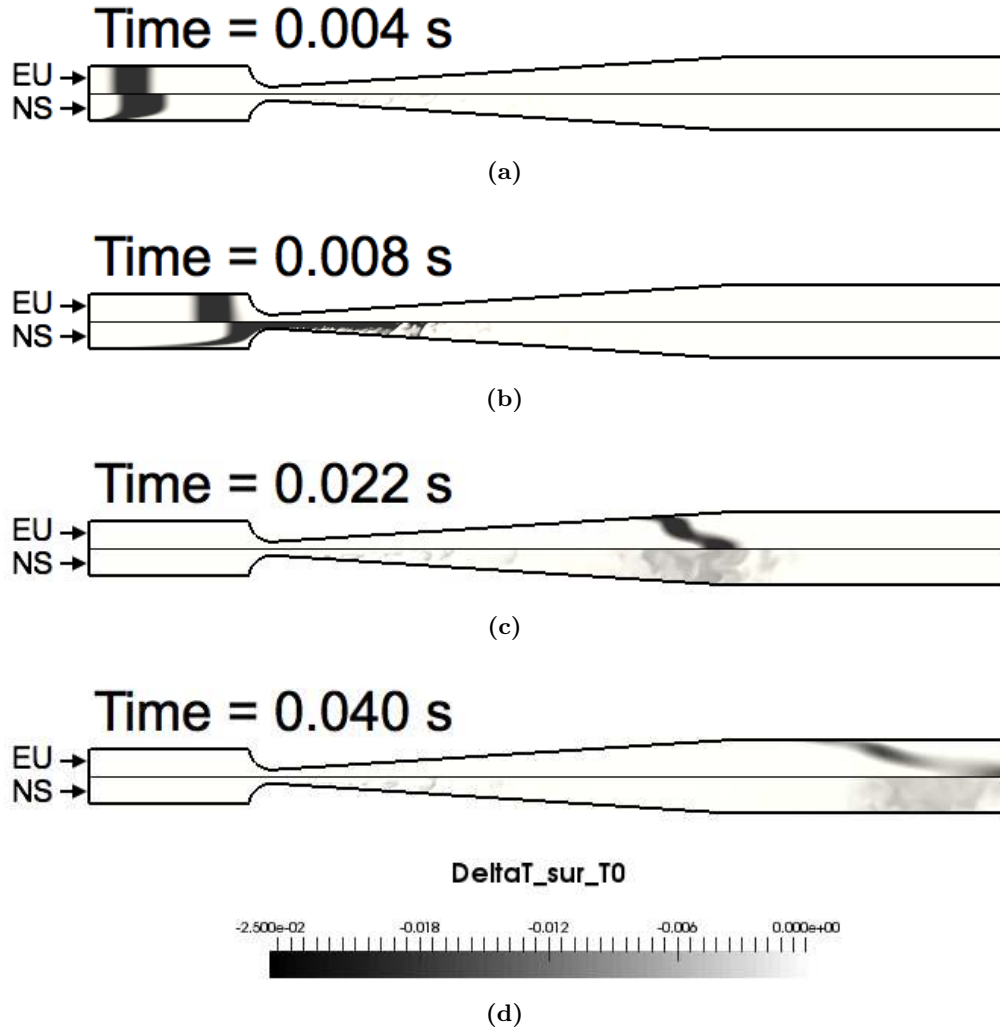 Time = 0.004 s
EU
NS
(a)
Time = 0.008 s
EU
NS
(b)
Time = 0.022 s
EU
NS
(c)
Time = 0.040 s
EU
NS
DeltaT_sur_T0
-2.500e-02 -0.018 -0.012 -0.006 0.000e+00
(d)